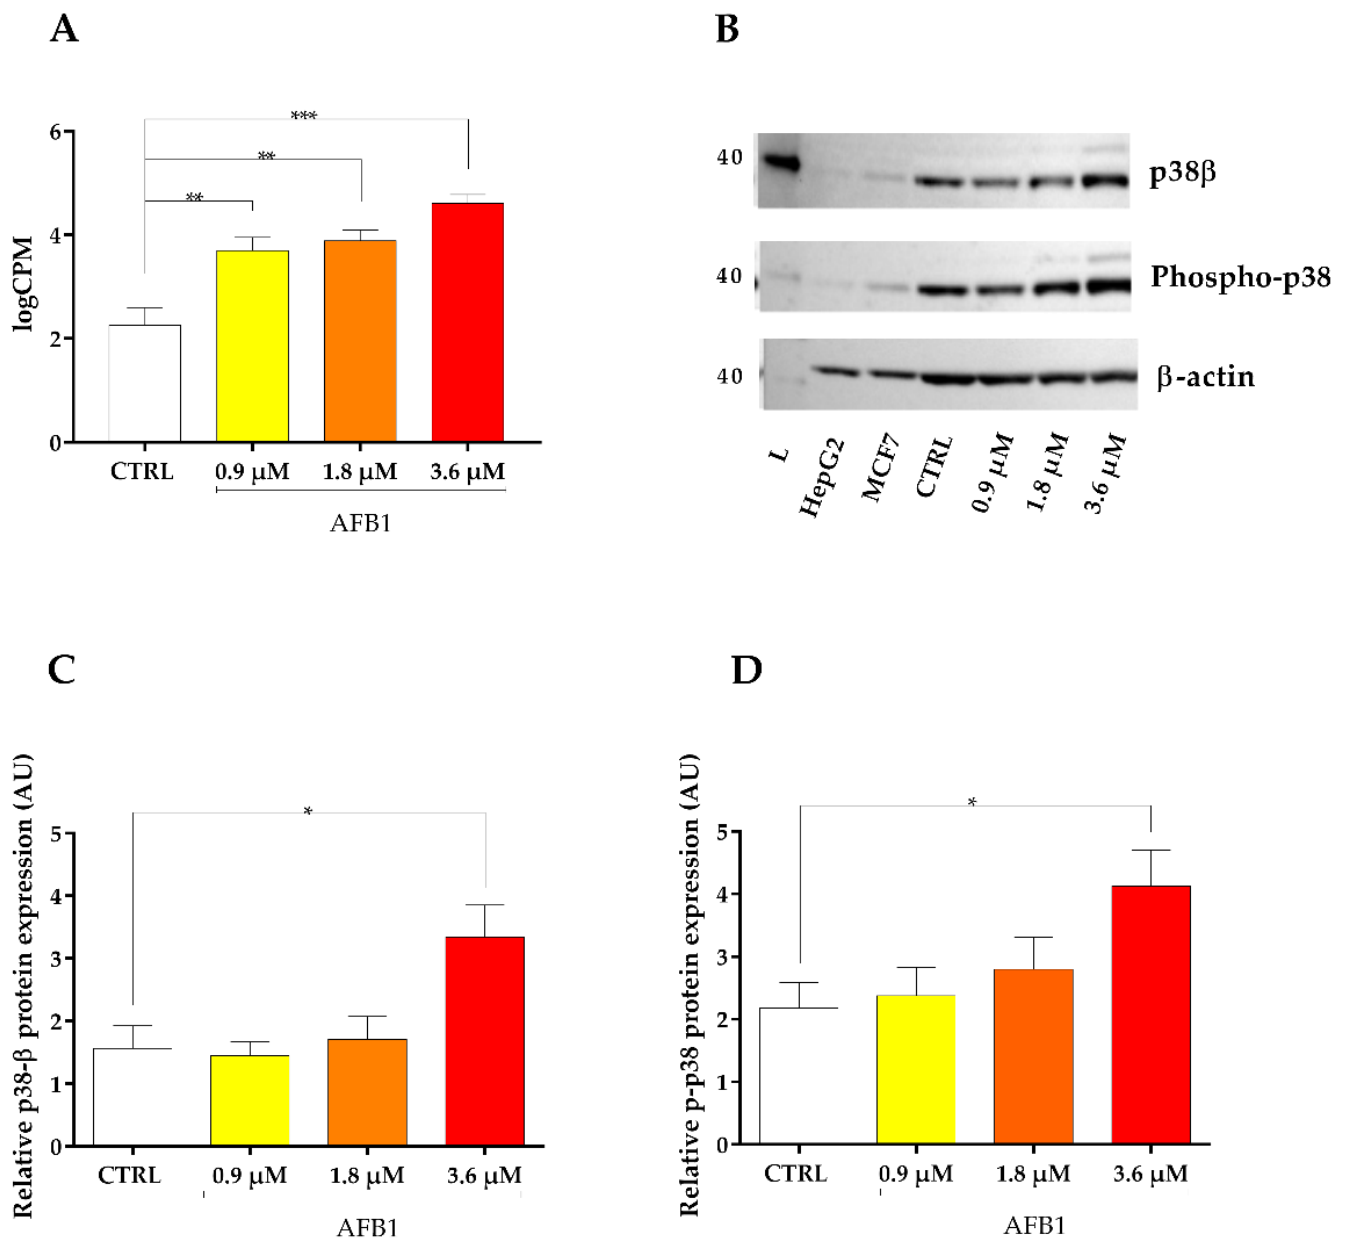 A
***
**
**
6
4
2
0
logCPM
CTRL
0.9 µM
1.8 µM
3.6 µM
AFB1
B
40
p38β
40
Phospho-p38
40
β-actin
L
HepG2
MCF7
CTRL
0.9 µM
1.8 µM
3.6 µM
C
*
5
4
3
2
1
0
Relative p38-β protein expression (AU)
CTRL
0.9 µM
1.8 µM
3.6 µM
AFB1
D
*
5
4
3
2
1
0
Relative p-p38 protein expression (AU)
CTRL
0.9 µM
1.8 µM
3.6 µM
AFB1